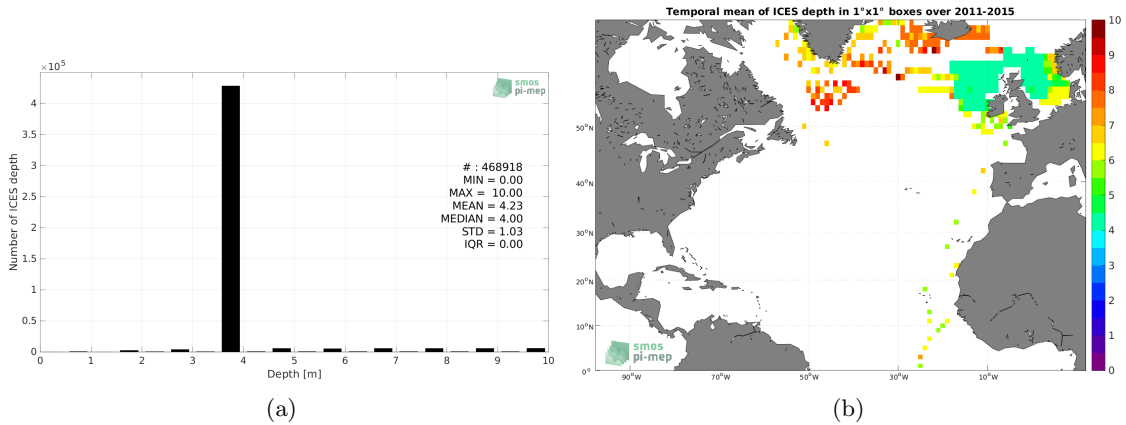 ×10⁵
4
3.5
3
2.5
2
1.5
1
0.5
0
Number of ICES depth
smos
pi-mep
# : 468918
MIN = 0.00
MAX = 10.00
MEAN = 4.23
MEDIAN = 4.00
STD = 1.03
IQR = 0.00
0 1 2 3 4 5 6 7 8 9 10
Depth [m]
(a)
Temporal mean of ICES depth in 1°x1° boxes over 2011-2015
50°N
40°N
30°N
20°N
10°N
0°
90°W 70°W 50°W 30°W 10°W
smos
pi-mep
10
9
8
7
6
5
4
3
2
1
0
(b)